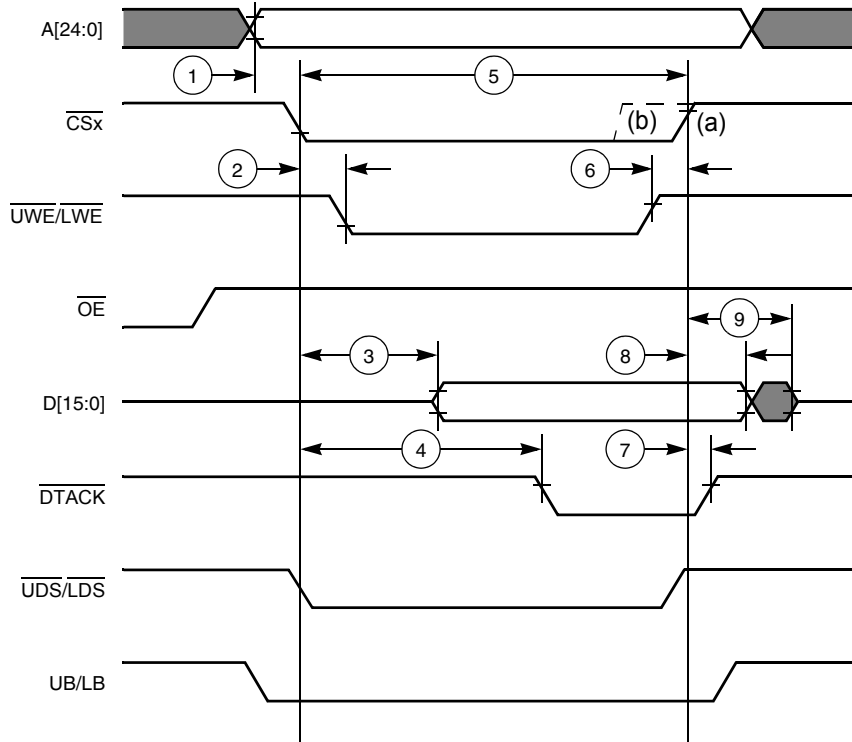 A[24:0]
1
5
CSx
(b)
(a)
2
6
UWE/LWE
OE
9
3
8
D[15:0]
4
7
DTACK
UDS/LDS
UB/LB